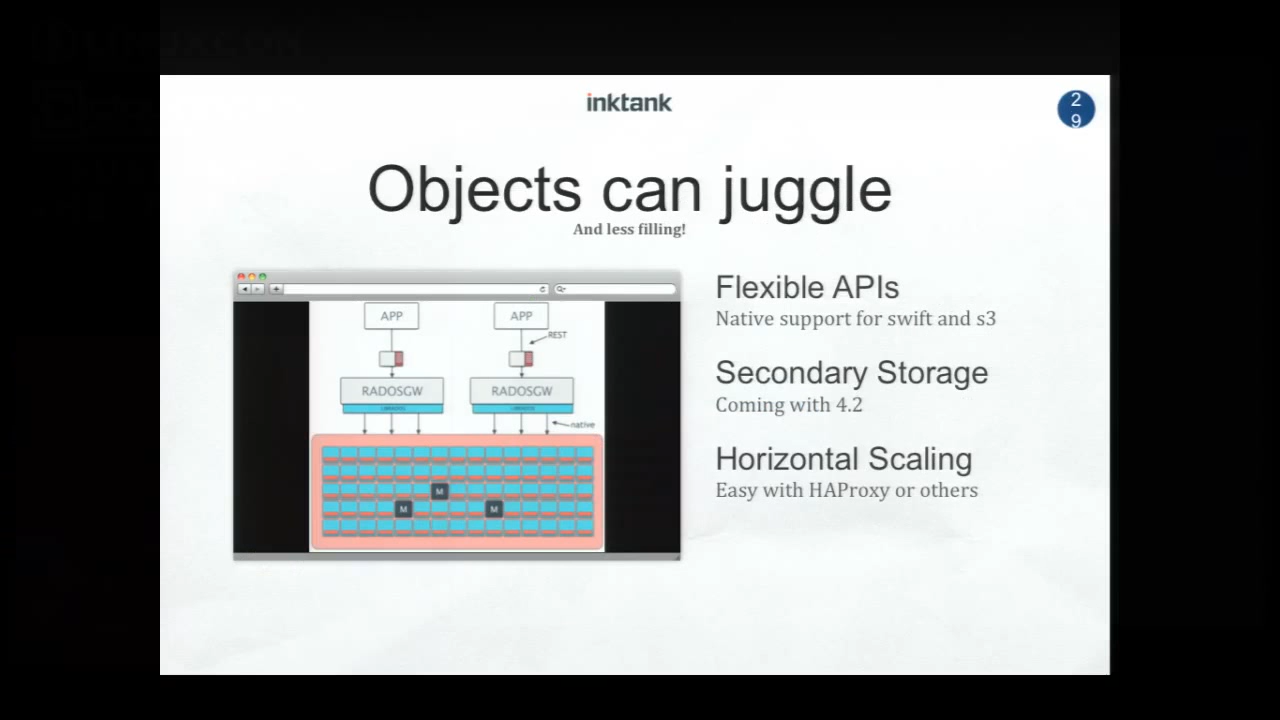 inktank
2
9
Objects can juggle
And less filling!
APP
APP
REST
RADOSGW
RADOSGW
LIBRADOS
LIBRADOS
native
M
M
M
Flexible APIs
Native support for swift and s3
Secondary Storage
Coming with 4.2
Horizontal Scaling
Easy with HAProxy or others